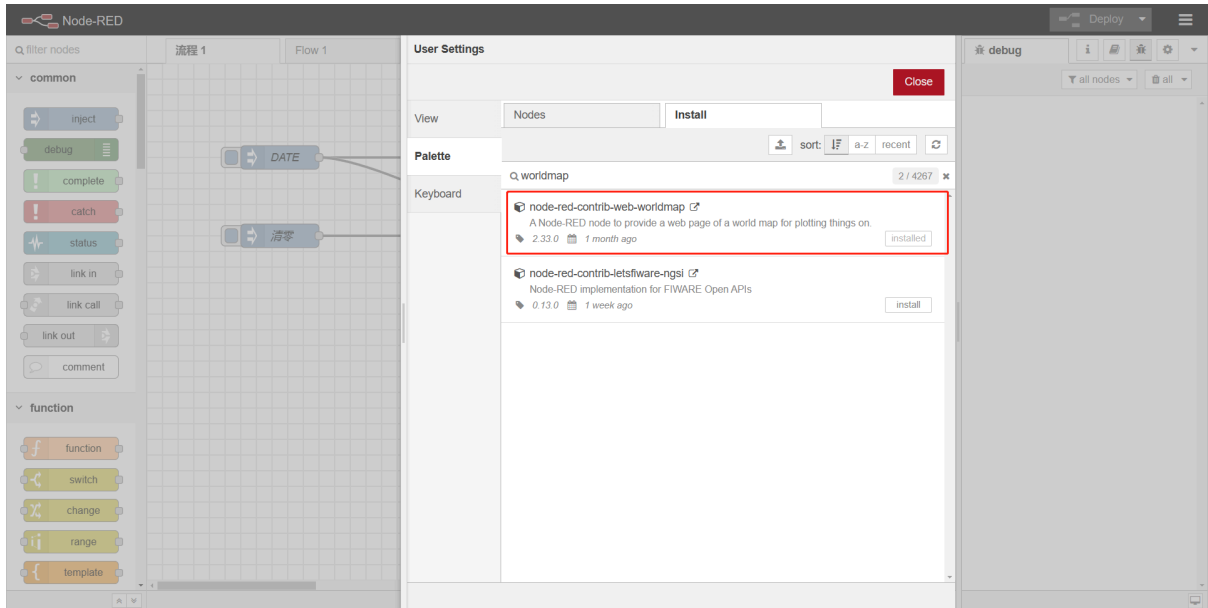 Node-RED
Deploy
filter nodes
流程 1
Flow 1
User Settings
debug
i
common
Close
all nodes
all
inject
View
Nodes
Install
debug
DATE
Palette
sort:
a-z
recent
complete
worldmap
2 / 4267
catch
Keyboard
node-red-contrib-web-worldmap
A Node-RED node to provide a web page of a world map for plotting things on.
status
清零
2.33.0
1 month ago
installed
link in
node-red-contrib-letsfiware-ngsi
Node-RED implementation for FIWARE Open APIs
link call
0.13.0
1 week ago
install
link out
comment
function
function
switch
change
range
template